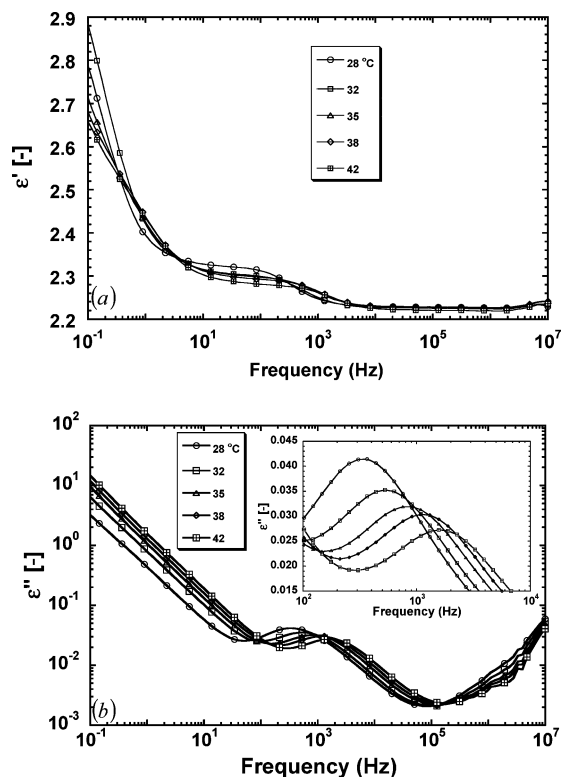 2.9
2.8
2.7
2.6
2.5
2.4
2.3
2.2
ε' [-]
28 °C
32
35
38
42
(a)
10⁻¹ 10¹ 10³ 10⁵ 10⁷
Frequency (Hz)
10²
10¹
10⁰
10⁻¹
10⁻²
10⁻³
ε" [-]
28 °C
32
35
38
42
0.045
0.040
0.035
0.030
0.025
0.020
0.015
ε" [-]
10² 10³ 10⁴
Frequency (Hz)
(b)
10⁻¹ 10¹ 10³ 10⁵ 10⁷
Frequency (Hz)